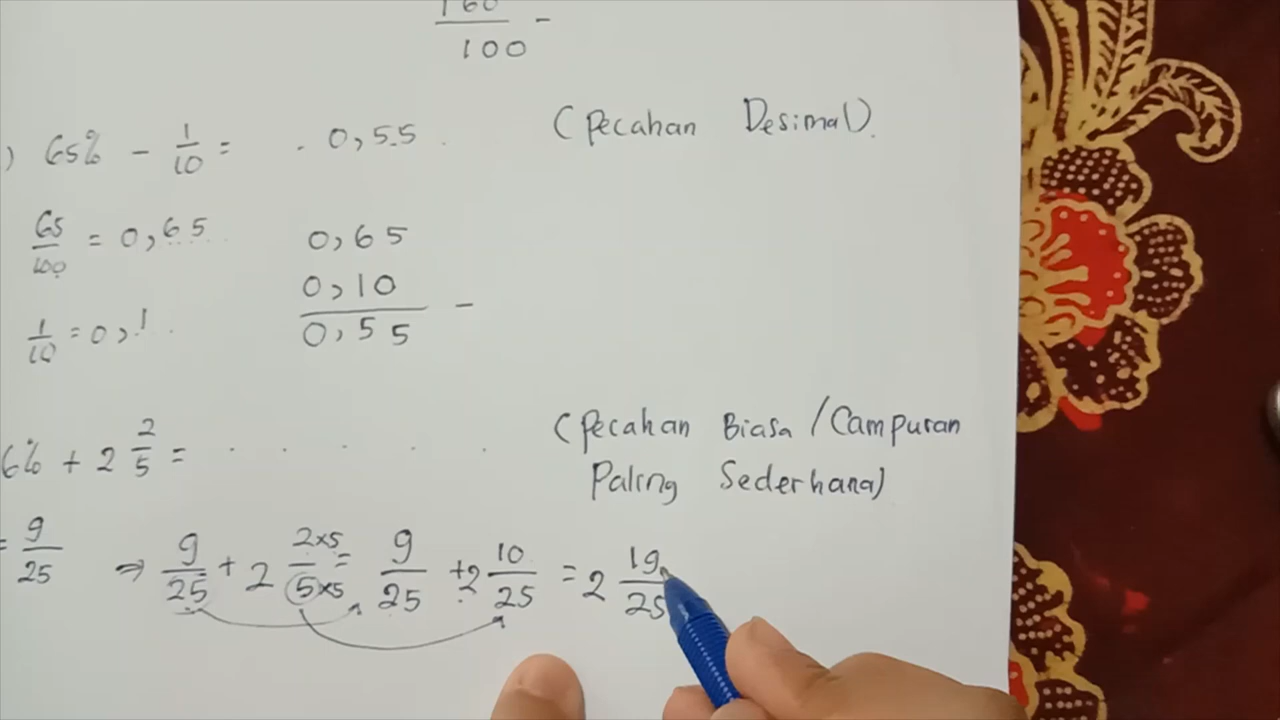 160
100 -
) 65% - 1/10 = . 0,55 . (Pecahan Desimal).
65/100 = 0,65 0,65
0,10 -
1/10 = 0,1 . 0,55
(Pecahan Biasa / Campuran
6% + 2 2/5 = . . . .
Paling Sederhana)
= 9/25 ⇒ 9/25 + 2 2×5/5×5 = 9/25 + 2 10/25 = 2 19/25